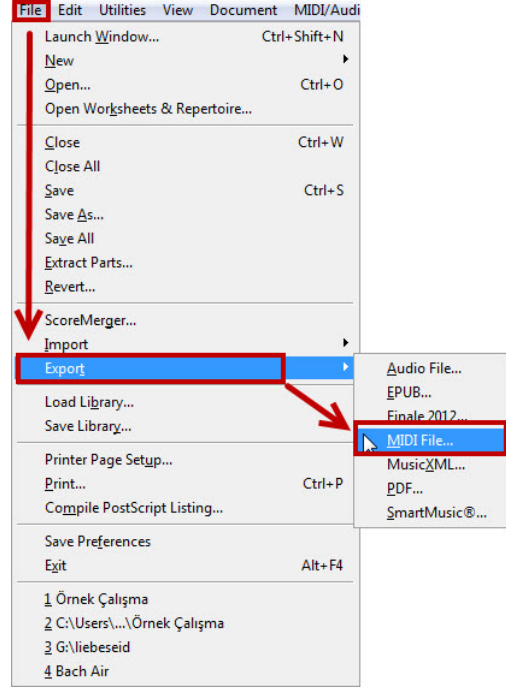 File Edit Utilities View Document MIDI/Audi
Launch Window... Ctrl+Shift+N
New
Open... Ctrl+O
Open Worksheets & Repertoire...
Close Ctrl+W
Close All
Save Ctrl+S
Save As...
Save All
Extract Parts...
Revert...
ScoreMerger...
Import
Export
Audio File...
EPUB...
Finale 2012...
MIDI File...
MusicXML...
PDF...
SmartMusic®...
Load Library...
Save Library...
Printer Page Setup...
Print... Ctrl+P
Compile PostScript Listing...
Save Preferences
Exit Alt+F4
1 Örnek Çalışma
2 C:\Users\...\Örnek Çalışma
3 G:\liebeseid
4 Bach Air